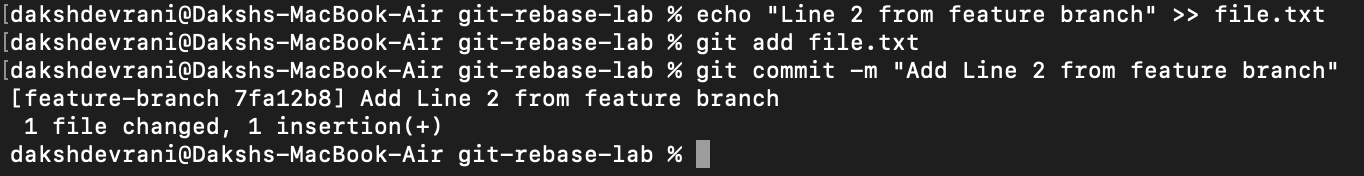 [dakshdevrani@Dakshs-MacBook-Air git-rebase-lab % echo "Line 2 from feature branch" >> file.txt
[dakshdevrani@Dakshs-MacBook-Air git-rebase-lab % git add file.txt
[dakshdevrani@Dakshs-MacBook-Air git-rebase-lab % git commit -m "Add Line 2 from feature branch"
[feature-branch 7fa12b8] Add Line 2 from feature branch
 1 file changed, 1 insertion(+)
dakshdevrani@Dakshs-MacBook-Air git-rebase-lab %